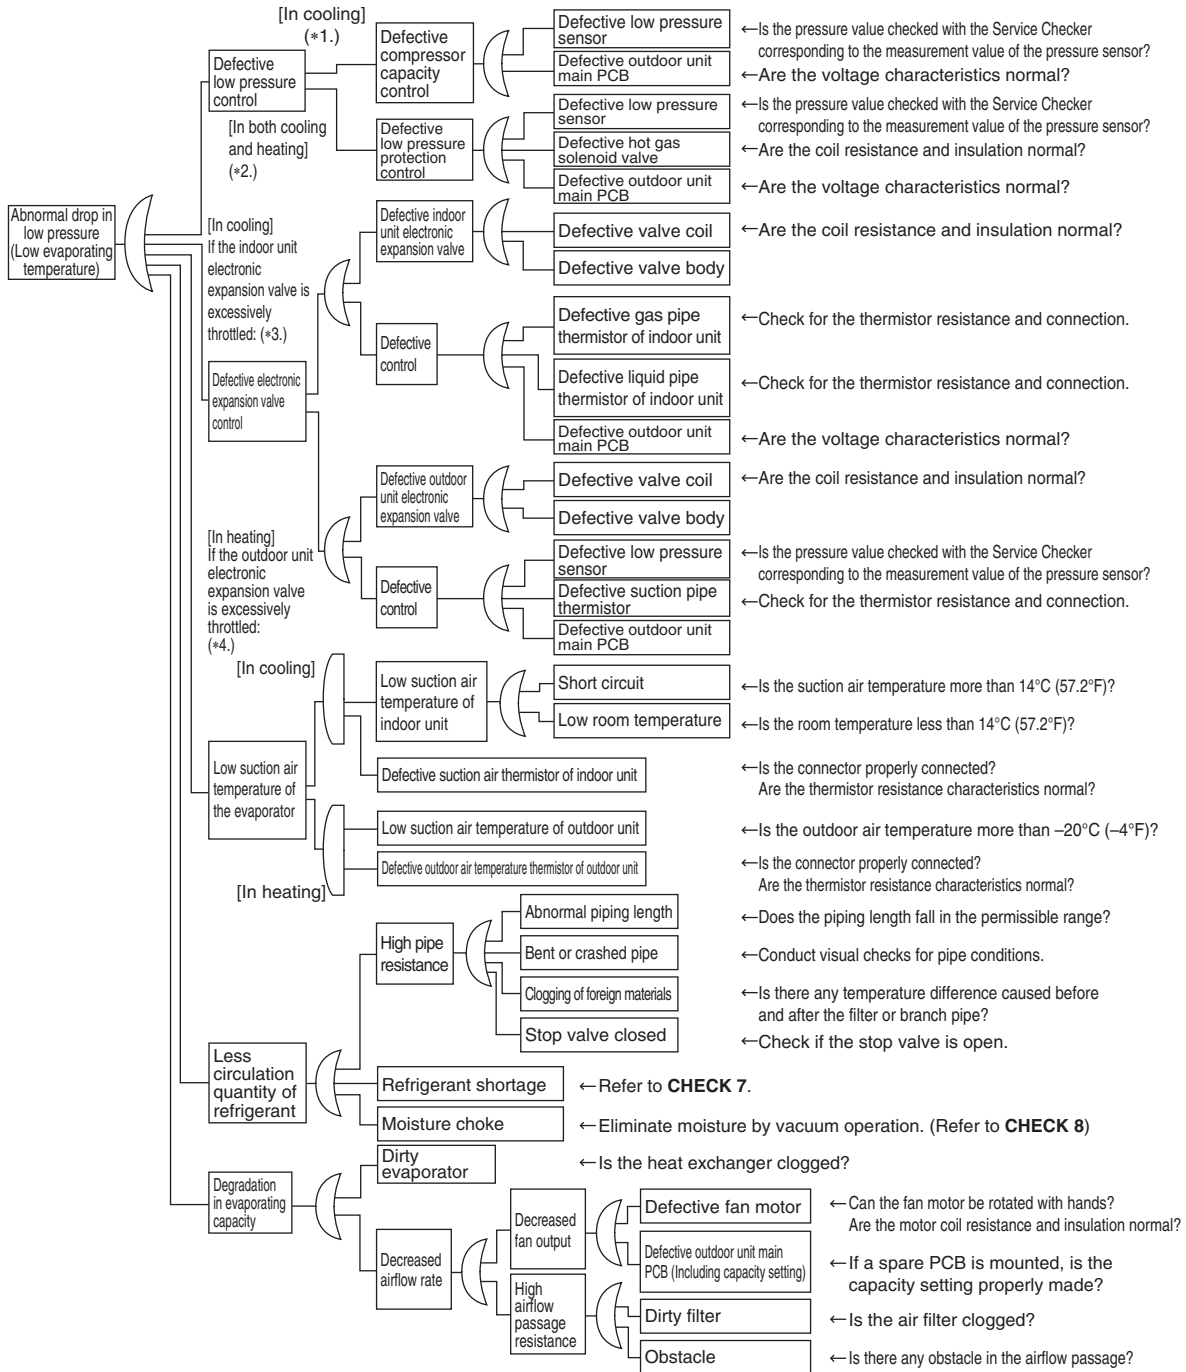 [In cooling]
(*1.)
Defective
low pressure
control
Defective
compressor
capacity
control
Defective low pressure
sensor
←Is the pressure value checked with the Service Checker
corresponding to the measurement value of the pressure sensor?
Defective outdoor unit
main PCB
←Are the voltage characteristics normal?
[In both cooling
and heating]
(*2.)
Defective
low pressure
protection
control
Defective low pressure
sensor
←Is the pressure value checked with the Service Checker
corresponding to the measurement value of the pressure sensor?
Defective hot gas
solenoid valve
←Are the coil resistance and insulation normal?
Defective outdoor unit
main PCB
←Are the voltage characteristics normal?
Abnormal drop in
low pressure
(Low evaporating
temperature)
[In cooling]
If the indoor unit
electronic
expansion valve is
excessively
throttled: (*3.)
Defective indoor
unit electronic
expansion valve
Defective valve coil
←Are the coil resistance and insulation normal?
Defective valve body
Defective
control
Defective gas pipe
thermistor of indoor unit
←Check for the thermistor resistance and connection.
Defective liquid pipe
thermistor of indoor unit
←Check for the thermistor resistance and connection.
Defective outdoor unit
main PCB
←Are the voltage characteristics normal?
Defective electronic
expansion valve
control
Defective outdoor
unit electronic
expansion valve
Defective valve coil
←Are the coil resistance and insulation normal?
Defective valve body
[In heating]
If the outdoor unit
electronic
expansion valve
is excessively
throttled:
(*4.)
Defective
control
Defective low pressure
sensor
←Is the pressure value checked with the Service Checker
corresponding to the measurement value of the pressure sensor?
Defective suction pipe
thermistor
←Check for the thermistor resistance and connection.
Defective outdoor unit
main PCB
[In cooling]
Low suction air
temperature of
indoor unit
Short circuit
←Is the suction air temperature more than 14°C (57.2°F)?
Low room temperature
←Is the room temperature less than 14°C (57.2°F)?
Low suction air
temperature of
the evaporator
Defective suction air thermistor of indoor unit
←Is the connector properly connected?
Are the thermistor resistance characteristics normal?
Low suction air temperature of outdoor unit
←Is the outdoor air temperature more than –20°C (–4°F)?
Defective outdoor air temperature thermistor of outdoor unit
←Is the connector properly connected?
Are the thermistor resistance characteristics normal?
[In heating]
High pipe
resistance
Abnormal piping length
←Does the piping length fall in the permissible range?
Bent or crashed pipe
←Conduct visual checks for pipe conditions.
Clogging of foreign materials
←Is there any temperature difference caused before
and after the filter or branch pipe?
Stop valve closed
←Check if the stop valve is open.
Less
circulation
quantity of
refrigerant
Refrigerant shortage
←Refer to CHECK 7.
Moisture choke
←Eliminate moisture by vacuum operation. (Refer to CHECK 8)
Degradation
in evaporating
capacity
Dirty
evaporator
←Is the heat exchanger clogged?
Decreased
airflow rate
Decreased
fan output
Defective fan motor
←Can the fan motor be rotated with hands?
Are the motor coil resistance and insulation normal?
Defective outdoor unit main
PCB (Including capacity setting)
←If a spare PCB is mounted, is the
capacity setting properly made?
High
airflow
passage
resistance
Dirty filter
←Is the air filter clogged?
Obstacle
←Is there any obstacle in the airflow passage?